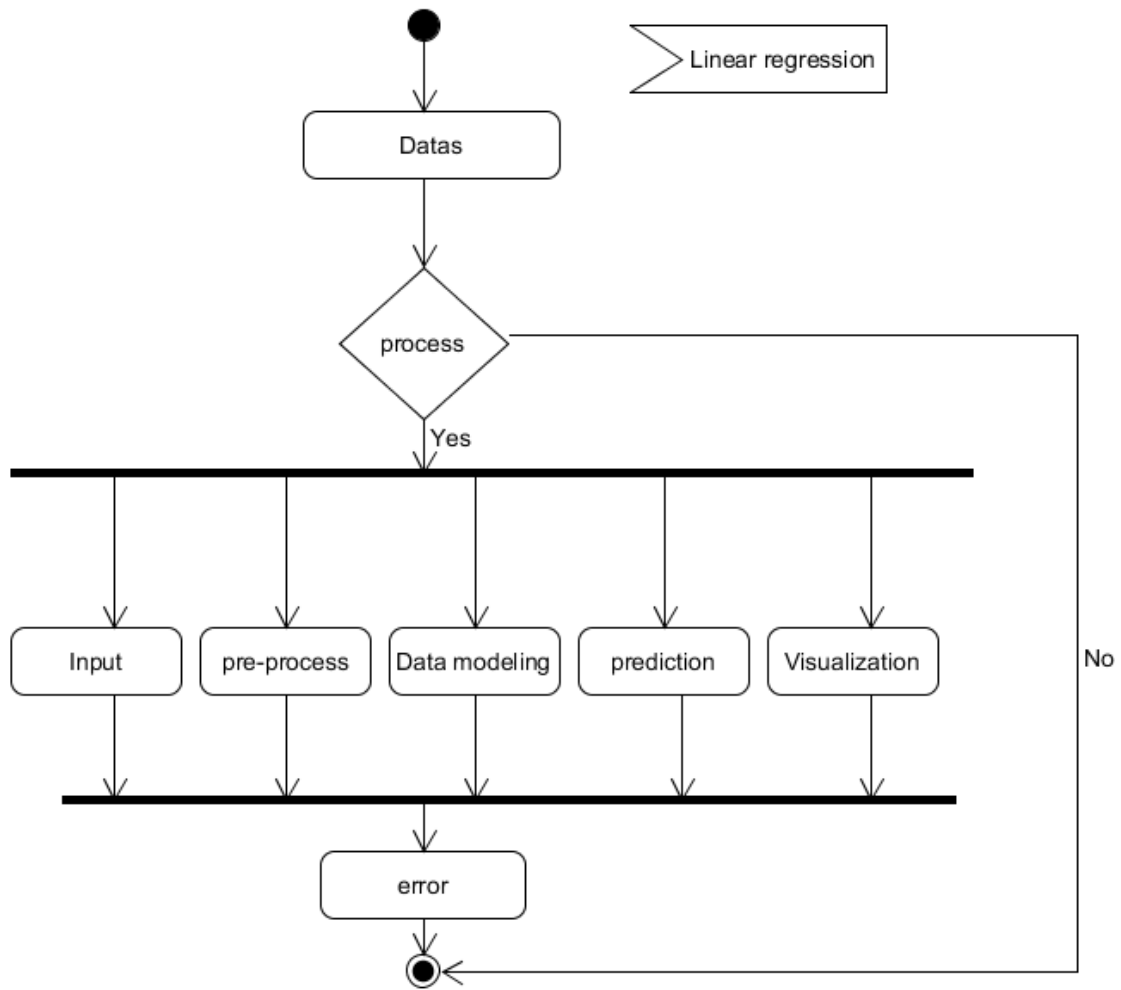 Linear regression
Datas
process
Yes
Input
pre-process
Data modeling
prediction
Visualization
No
error